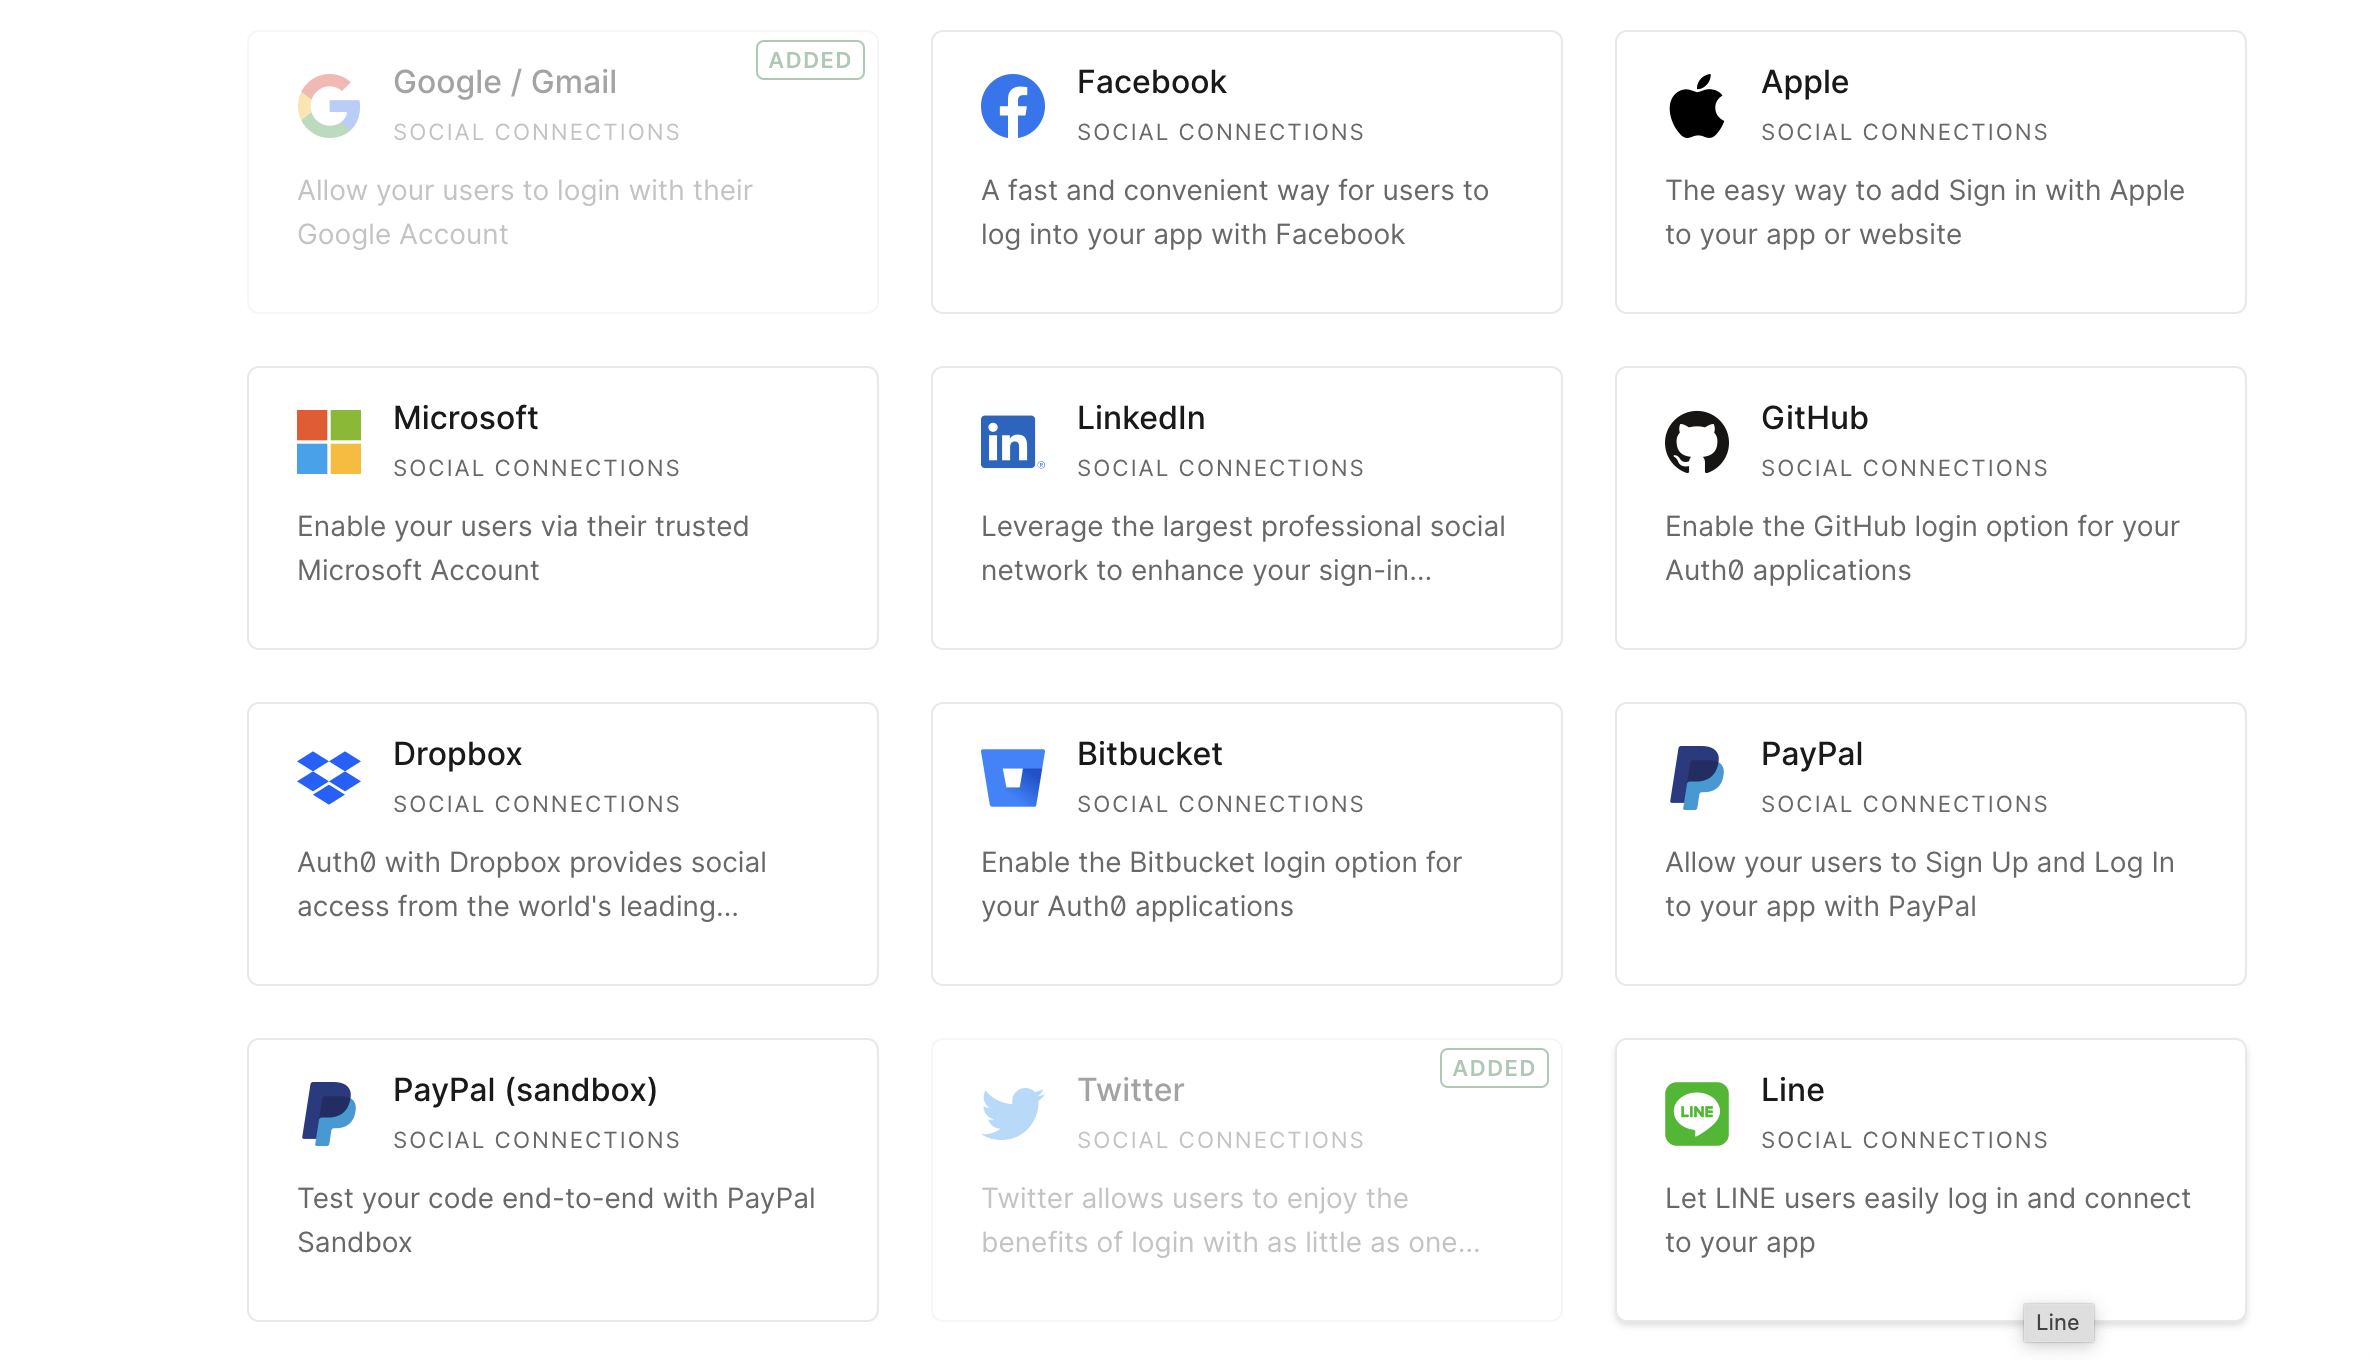 Google / Gmail
ADDED
SOCIAL CONNECTIONS
Allow your users to login with their
Google Account
Facebook
SOCIAL CONNECTIONS
A fast and convenient way for users to
log into your app with Facebook
Apple
SOCIAL CONNECTIONS
The easy way to add Sign in with Apple
to your app or website
Microsoft
SOCIAL CONNECTIONS
Enable your users via their trusted
Microsoft Account
in®
LinkedIn
SOCIAL CONNECTIONS
Leverage the largest professional social
network to enhance your sign-in...
GitHub
SOCIAL CONNECTIONS
Enable the GitHub login option for your
Auth0 applications
Dropbox
SOCIAL CONNECTIONS
Auth0 with Dropbox provides social
access from the world's leading...
Bitbucket
SOCIAL CONNECTIONS
Enable the Bitbucket login option for
your Auth0 applications
PayPal
SOCIAL CONNECTIONS
Allow your users to Sign Up and Log In
to your app with PayPal
PayPal (sandbox)
SOCIAL CONNECTIONS
Test your code end-to-end with PayPal
Sandbox
Twitter
ADDED
SOCIAL CONNECTIONS
Twitter allows users to enjoy the
benefits of login with as little as one...
LINE
Line
SOCIAL CONNECTIONS
Let LINE users easily log in and connect
to your app
Line